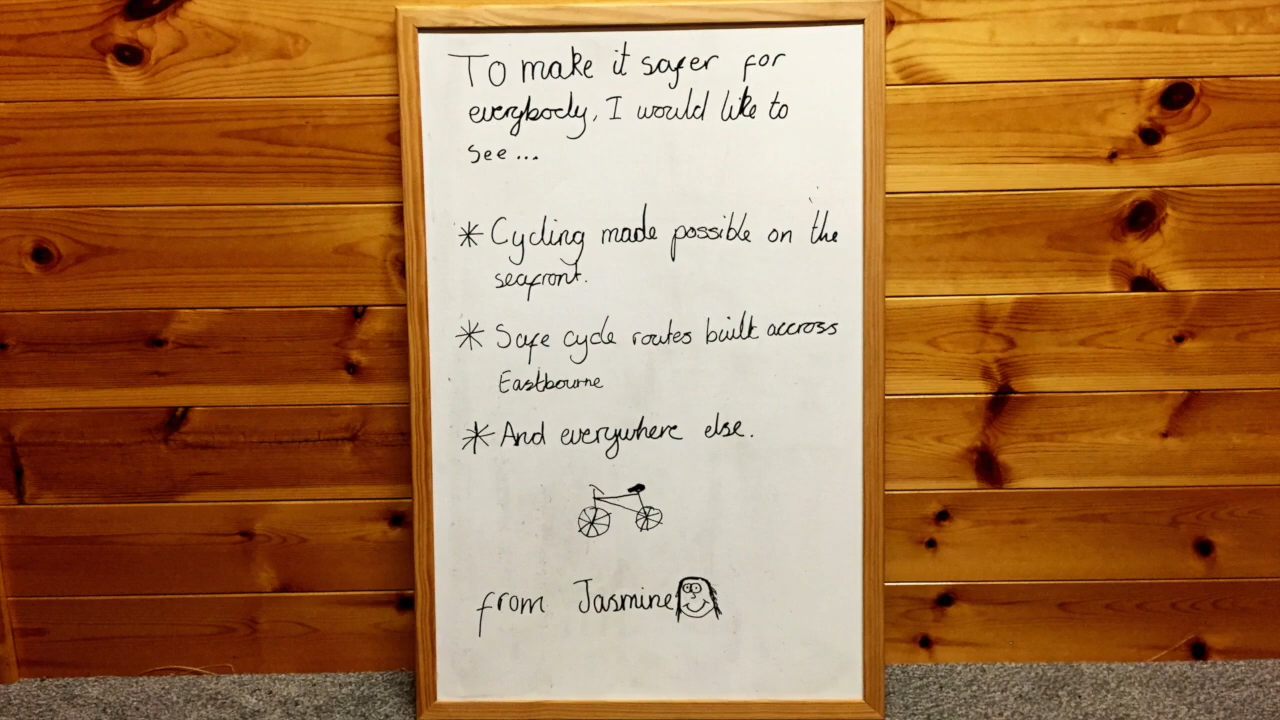 To make it safer for
everybody, I would like to
see...
* Cycling made possible on the
seafront.
* Safe cycle routes built accross
Eastbourne
* And everywhere else.
from Jasmine